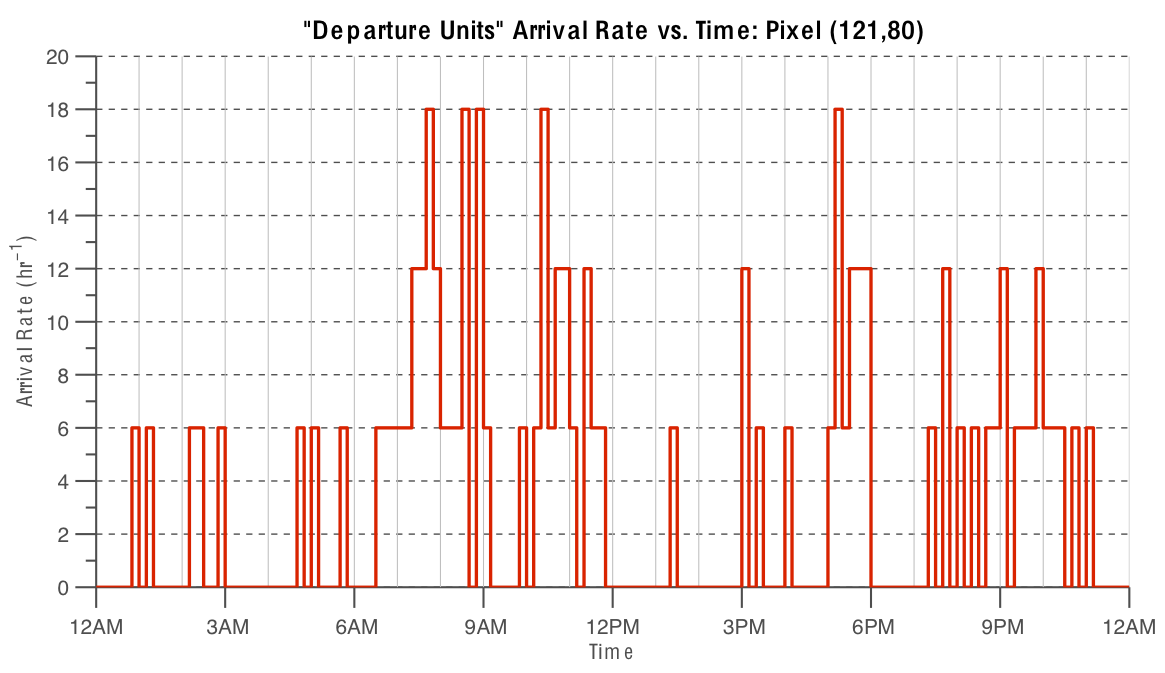 "Departure Units" Arrival Rate vs. Time: Pixel (121,80)
20
18
16
14
12
10
8
6
4
2
0
Arrival Rate (hr⁻¹)
12AM 3AM 6AM 9AM 12PM 3PM 6PM 9PM 12AM
Time